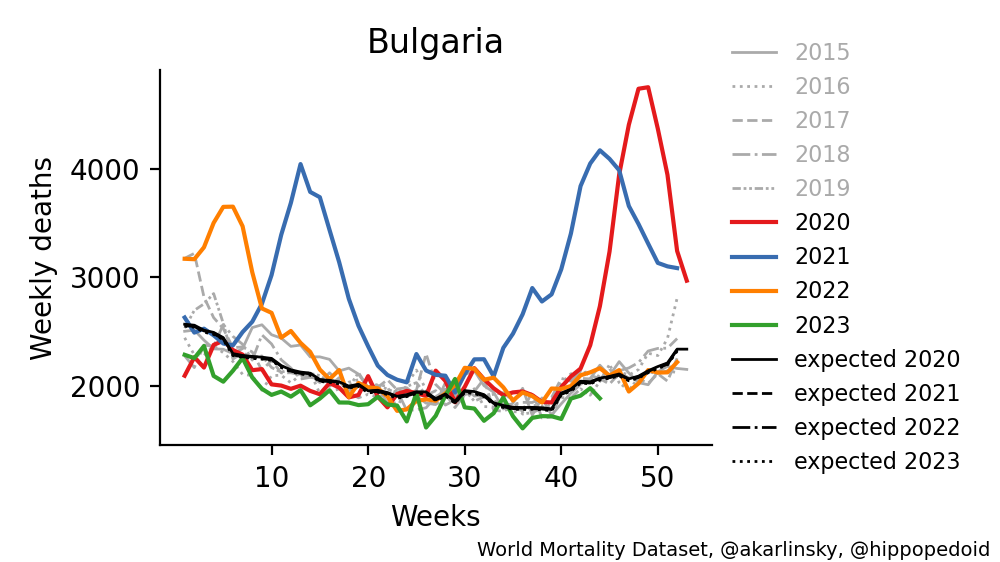 Bulgaria
Weekly deaths
4000
3000
2000
10 20 30 40 50
Weeks
2015
2016
2017
2018
2019
2020
2021
2022
2023
expected 2020
expected 2021
expected 2022
expected 2023
World Mortality Dataset, @akarlinsky, @hippopedoid